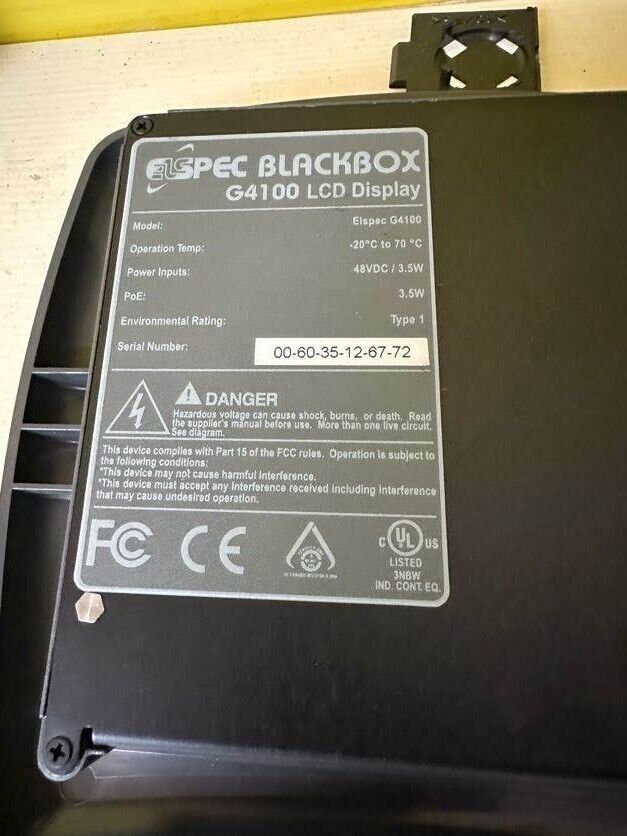 ELSPEC BLACKBOX
G4100 LCD Display
Model: Elspec G4100
Operation Temp: -20°C to 70 °C
Power Inputs: 48VDC / 3.5W
PoE: 3.5W
Environmental Rating: Type 1
Serial Number: 00-60-35-12-67-72
DANGER
Hazardous voltage can cause shock, burns, or death. Read
the supplier's manual before use. More than one live circuit.
See diagram.
This device complies with Part 15 of the FCC rules. Operation is subject to
the following conditions:
*This device may not cause harmful Interference.
*This device must accept any Interference received including Interference
that may cause undesired operation.
FC CE
C UL US
LISTED
3NBW
IND. CONT. EQ.